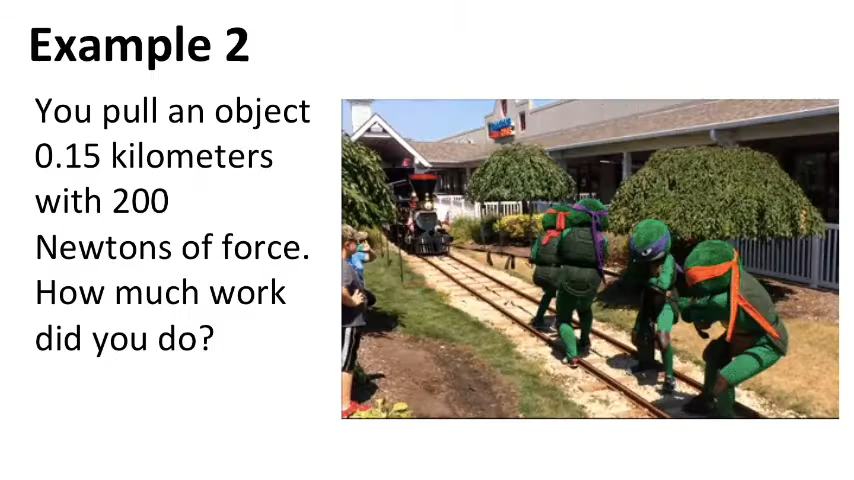 Example 2
You pull an object
0.15 kilometers
with 200
Newtons of force.
How much work
did you do?